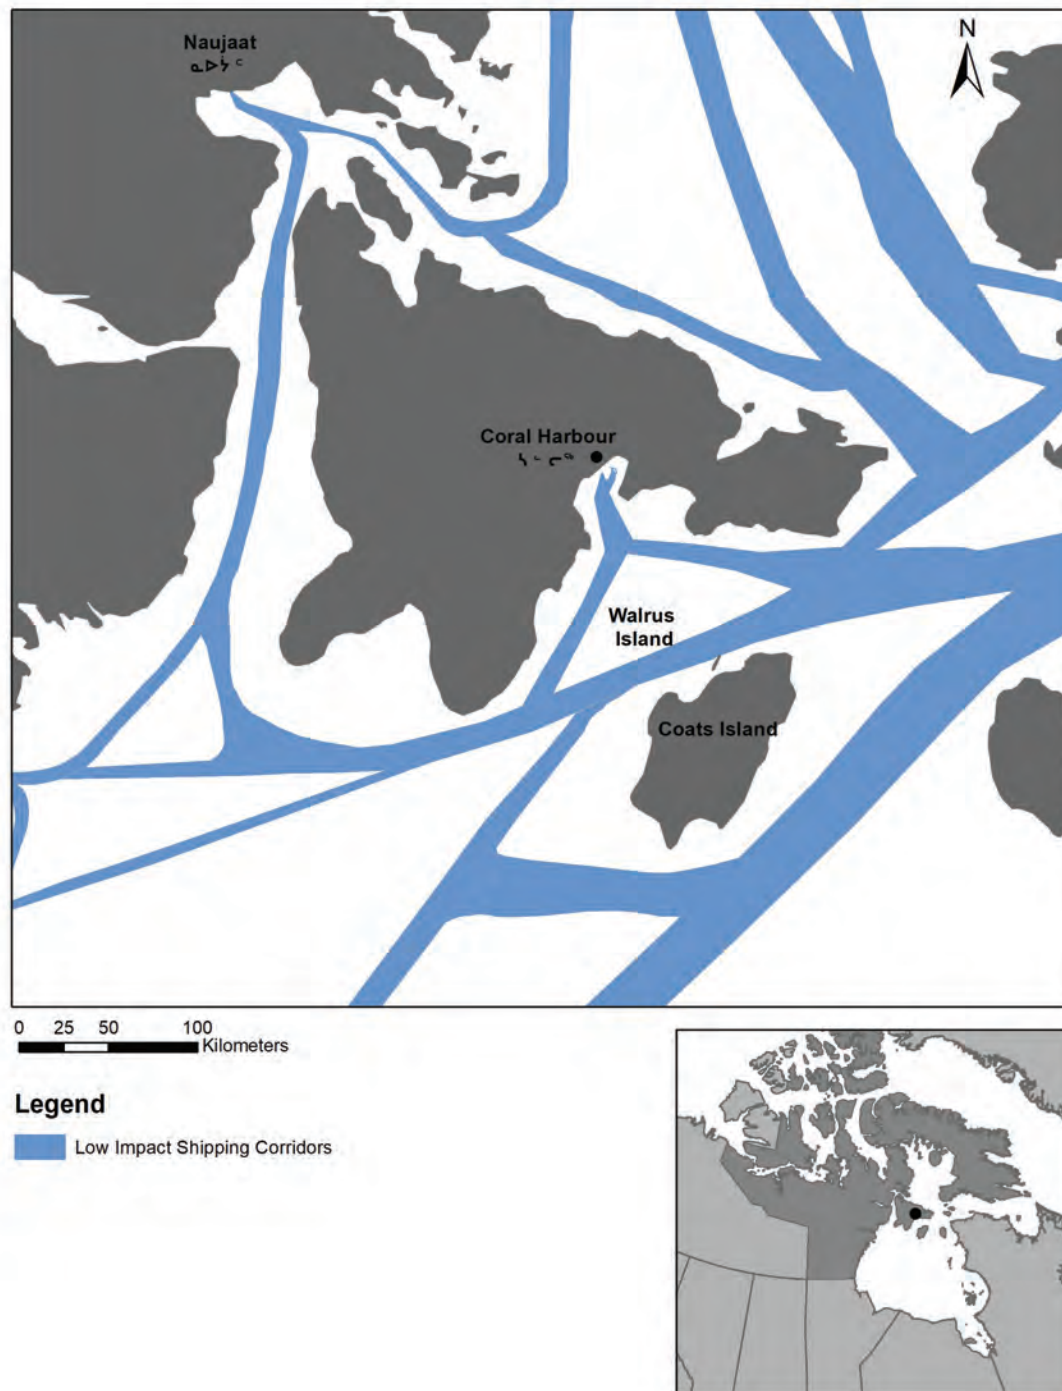 N
Naujaat
ᓇᐅᔮᑦ
Coral Harbour
ᓴᓪᓕᖅ
Walrus
Island
Coats Island
0 25 50 100
Kilometers
Legend
Low Impact Shipping Corridors